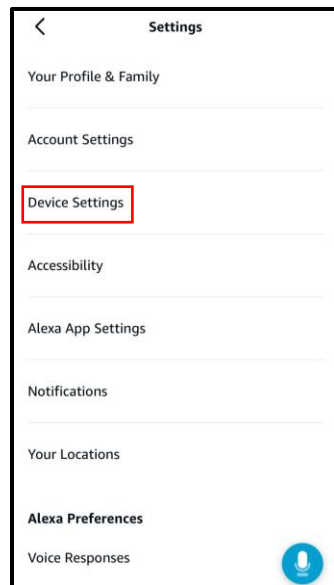 Settings
Your Profile & Family
Account Settings
Device Settings
Accessibility
Alexa App Settings
Notifications
Your Locations
Alexa Preferences
Voice Responses